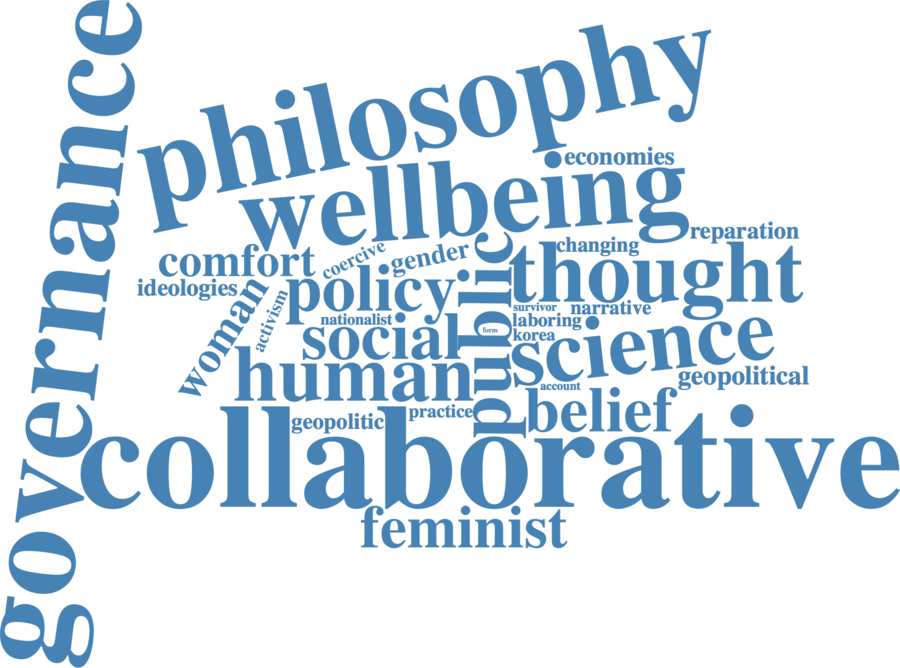 governance
philosophy
wellbeing
economies
reparation
comfort
coercive
gender
public
changing
thought
ideologies
woman
activism
policy
survivor
narrative
nationalist
laboring
form
social
korea
science
human
account
geopolitical
geopolitic
practice
belief
collaborative
feminist